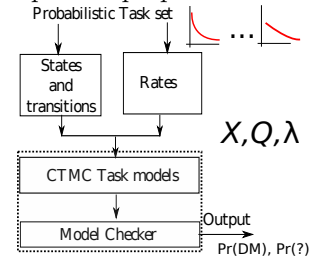 Probabilistic Task set
...
States
and
transitions
Rates
X,Q,λ
CTMC Task models
Model Checker
Output
Pr(DM), Pr(?)